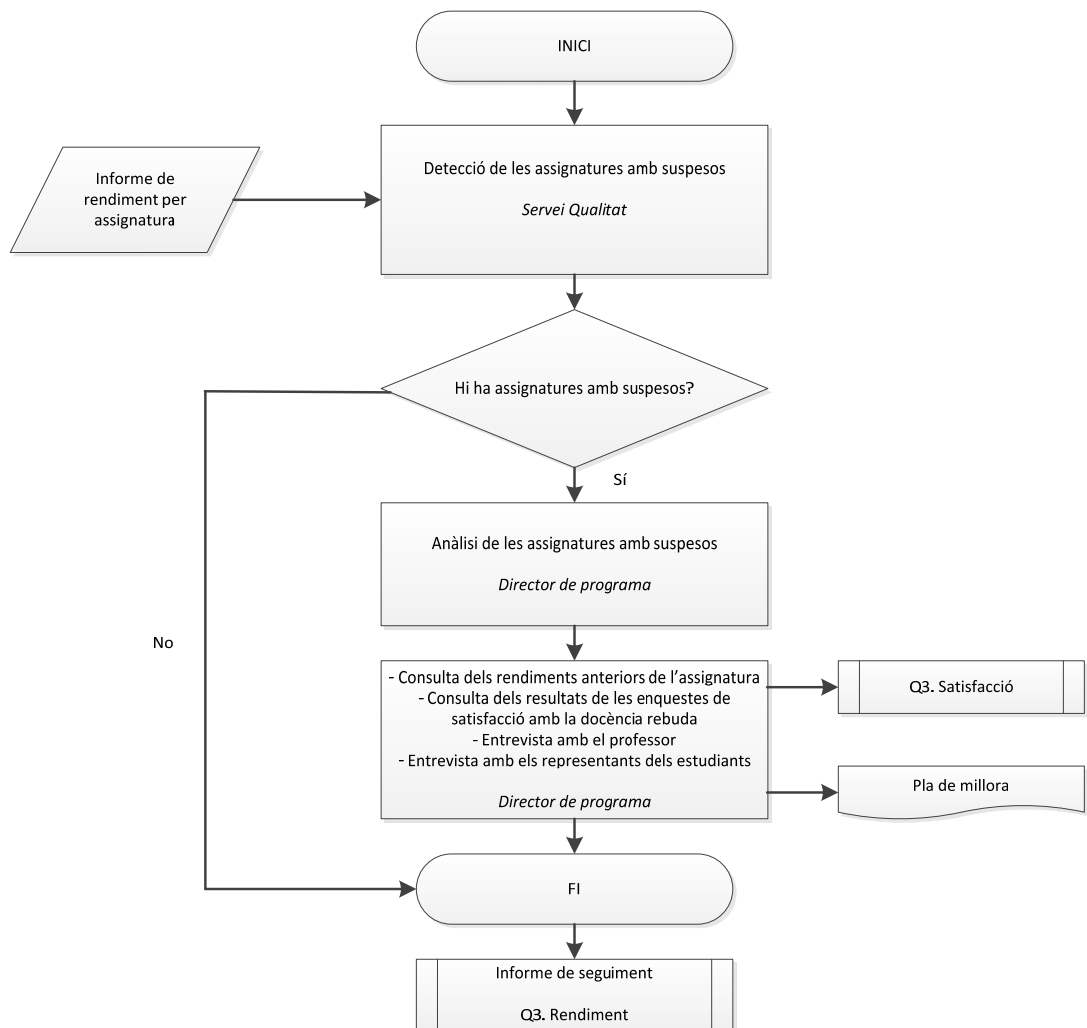 INICI
Informe de
rendiment per
assignatura
Detecció de les assignatures amb suspesos
Servei Qualitat
Hi ha assignatures amb suspesos?
Sí
Anàlisi de les assignatures amb suspesos
Director de programa
No
- Consulta dels rendiments anteriors de l’assignatura
- Consulta dels resultats de les enquestes de
satisfacció amb la docència rebuda
- Entrevista amb el professor
- Entrevista amb els representants dels estudiants
Director de programa
Q3. Satisfacció
Pla de millora
FI
Informe de seguiment
Q3. Rendiment